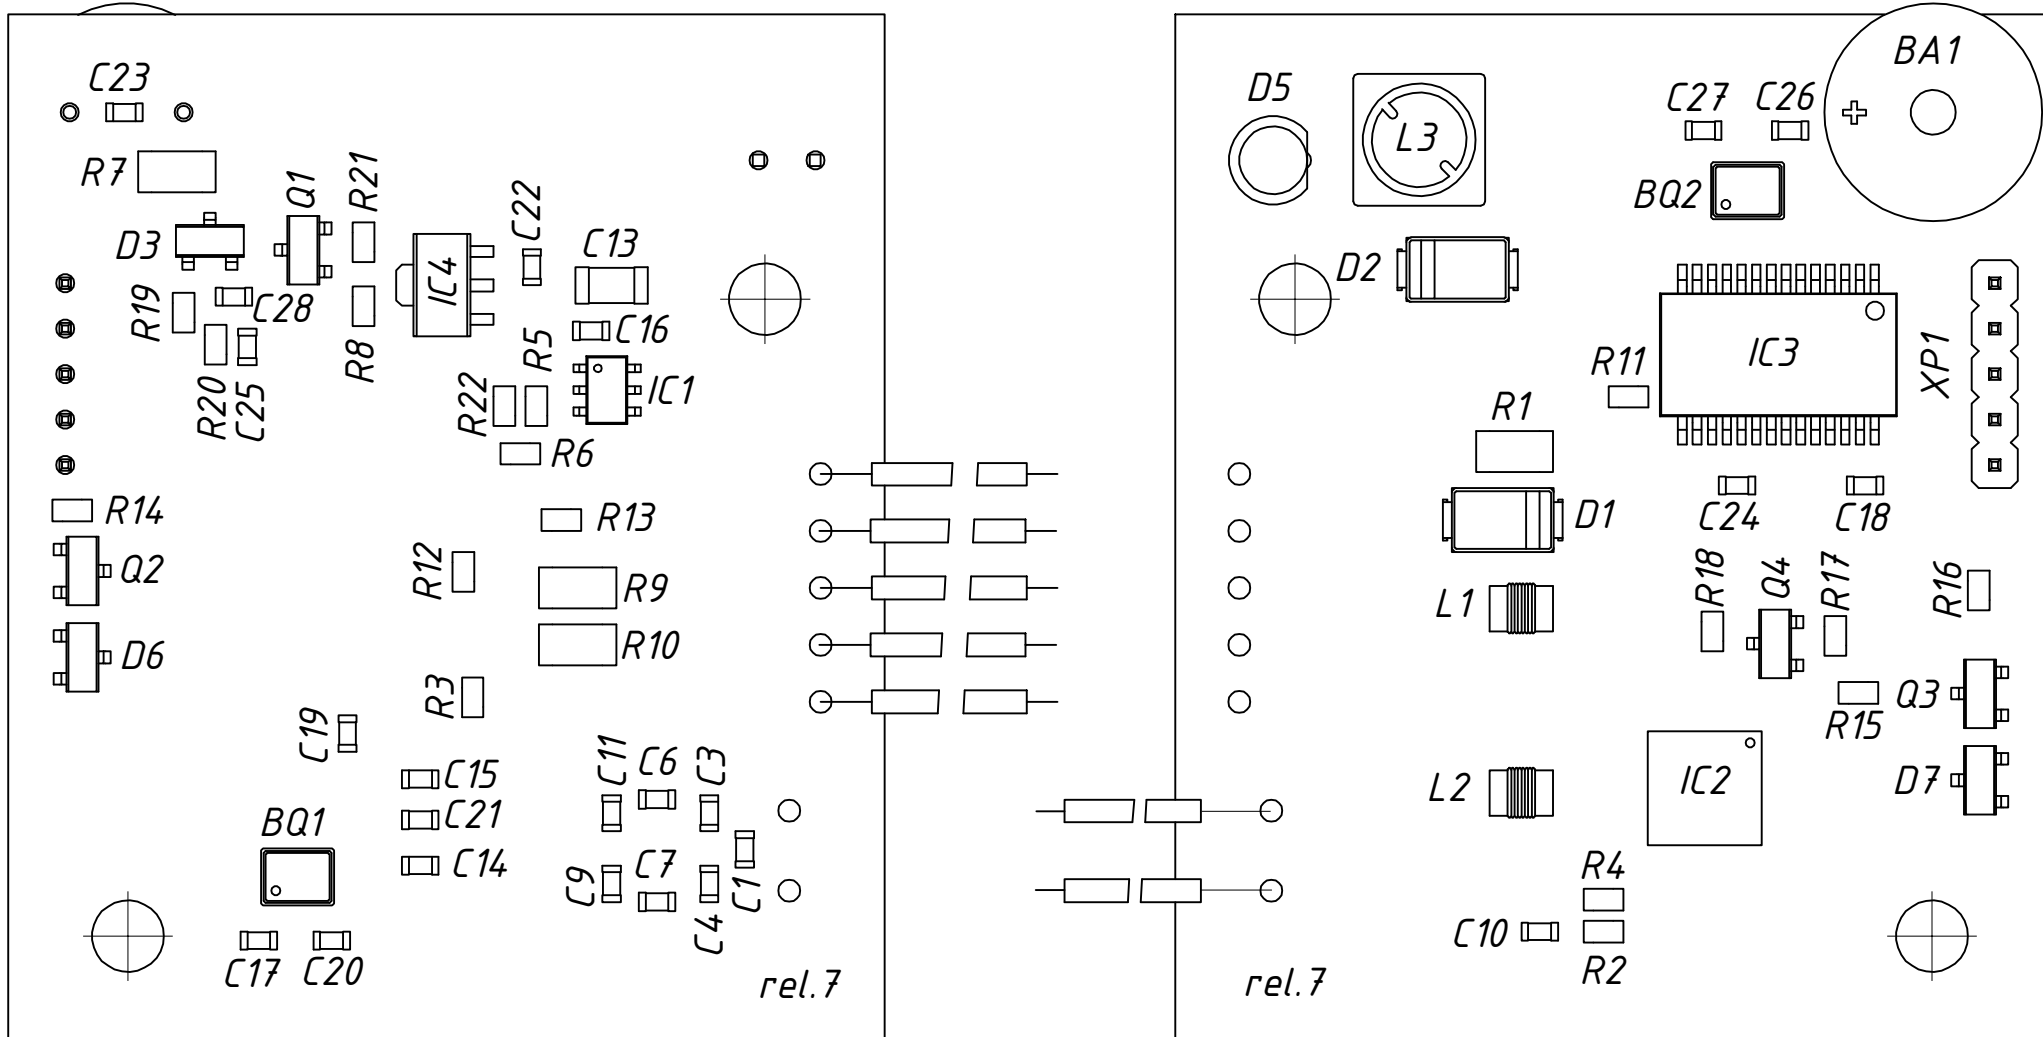 C23
R7
Q1
R21
D3
C22
C13
IC4
R19
C28
R8
C16
R5
IC1
R20
C25
R22
R6
R14
R13
Q2
R12
R9
D6
R10
R3
C19
C11
C6
C3
C15
C21
BQ1
C14
C9
C7
C1
C4
C17
C20
rel.7
BA1
D5
L3
C27
C26
BQ2
D2
IC3
XP1
R11
R1
D1
C24
C18
R18
Q4
R17
R16
L1
Q3
R15
L2
IC2
D7
R4
C10
R2
rel.7